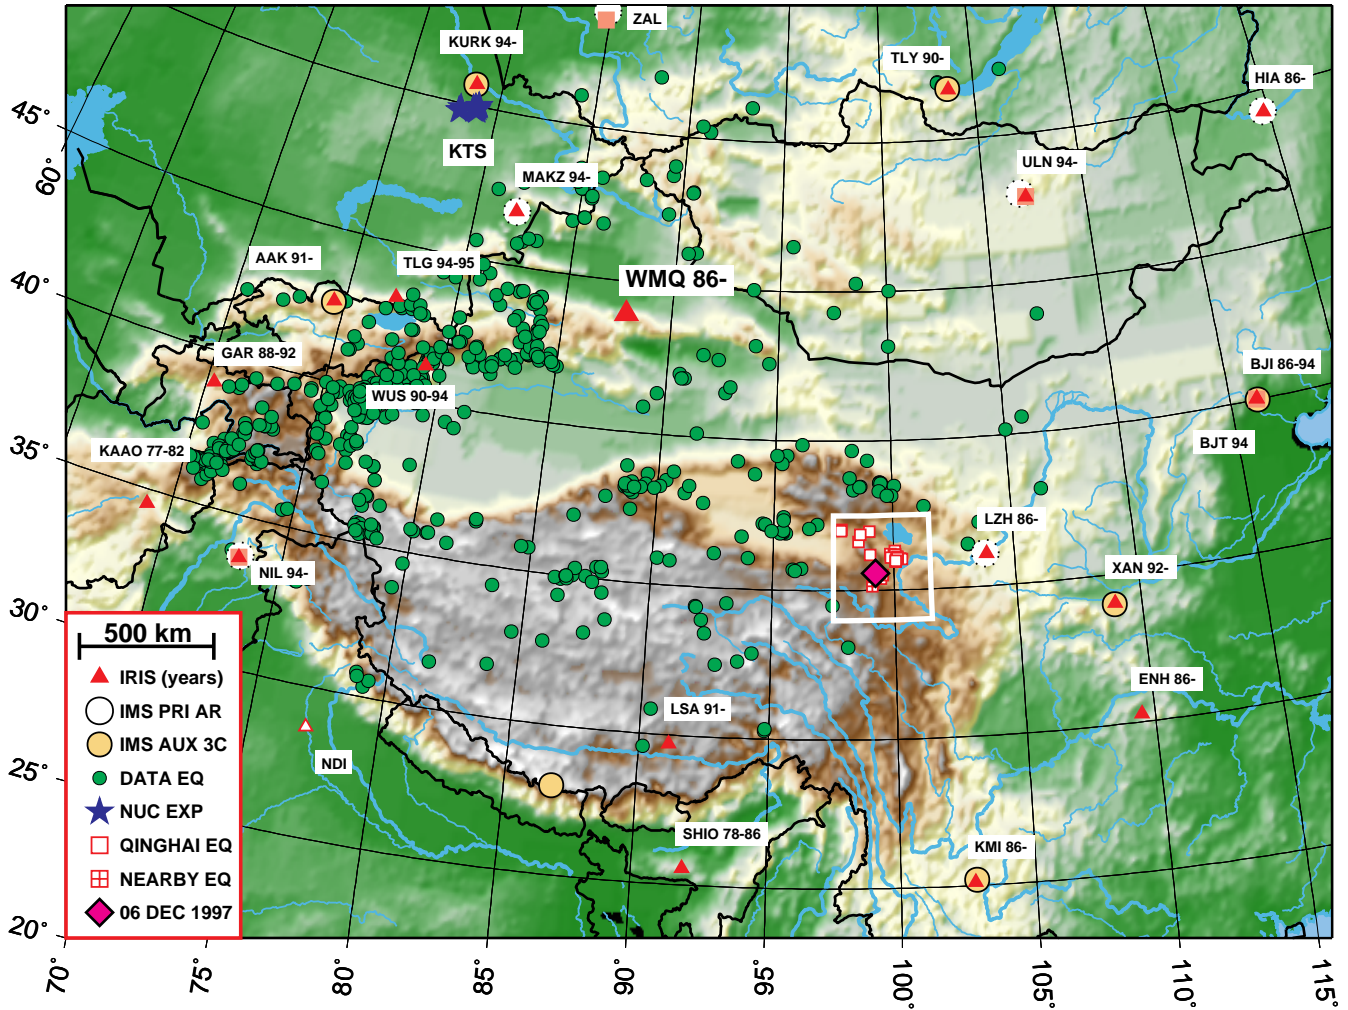 ZAL
KURK 94-
TLY 90-
HIA 86-
45°
KTS
ULN 94-
60°
MAKZ 94-
AAK 91-
TLG 94-95
WMQ 86-
40°
GAR 88-92
BJI 86-94
WUS 90-94
35°
KAAO 77-82
BJT 94
LZH 86-
NIL 94-
XAN 92-
30°
500 km
IRIS (years)
IMS PRI AR
IMS AUX 3C
DATA EQ
NUC EXP
QINGHAI EQ
NEARBY EQ
06 DEC 1997
ENH 86-
LSA 91-
NDI
25°
SHIO 78-86
KMI 86-
20°
70°
75°
80°
85°
90°
95°
100°
105°
110°
115°